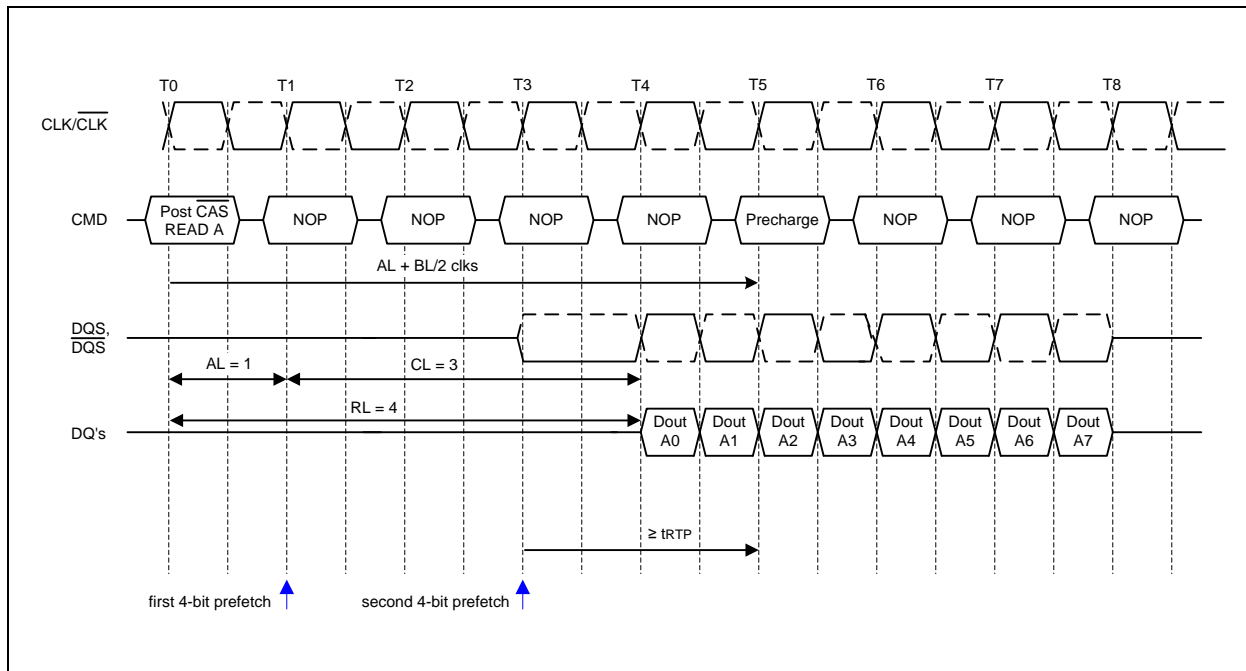 T0 T1 T2 T3 T4 T5 T6 T7 T8
CLK/CLK
CMD
Post CAS
READ A
NOP NOP NOP NOP Precharge NOP NOP NOP
AL + BL/2 clks
DQS,
DQS
AL = 1
CL = 3
RL = 4
DQ's
Dout
A0
Dout
A1
Dout
A2
Dout
A3
Dout
A4
Dout
A5
Dout
A6
Dout
A7
≥ tRTP
first 4-bit prefetch
second 4-bit prefetch